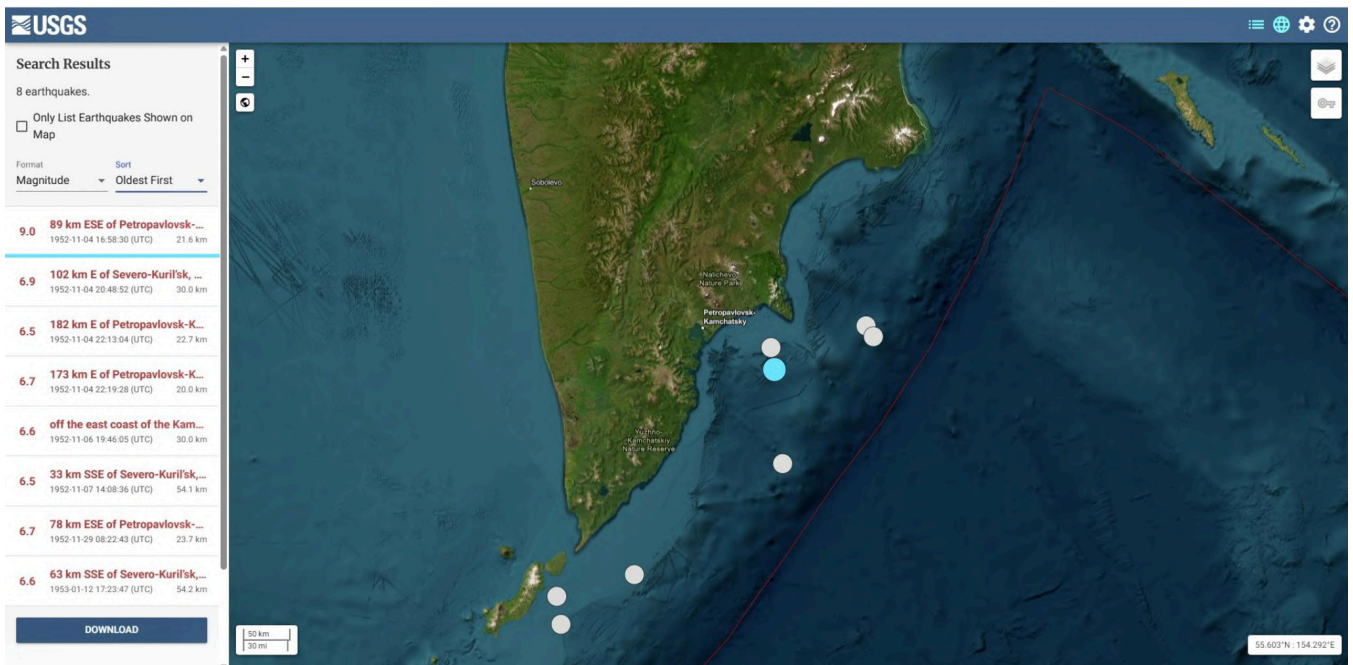 USGS
Search Results
8 earthquakes.
Only List Earthquakes Shown on
Map
Format
Magnitude
Sort
Oldest First
9.0
89 km ESE of Petropavlovsk-...
1952-11-04 16:58:30 (UTC)
21.6 km
6.9
102 km E of Severo-Kuril'sk, ...
1952-11-04 20:48:52 (UTC)
30.0 km
6.5
182 km E of Petropavlovsk-K...
1952-11-04 22:13:04 (UTC)
22.7 km
6.7
173 km E of Petropavlovsk-K...
1952-11-04 22:19:28 (UTC)
20.0 km
6.6
off the east coast of the Kam...
1952-11-06 19:46:05 (UTC)
30.0 km
6.5
33 km SSE of Severo-Kuril'sk,...
1952-11-07 14:08:36 (UTC)
54.1 km
6.7
78 km ESE of Petropavlovsk-...
1952-11-29 08:22:43 (UTC)
23.7 km
6.6
63 km SSE of Severo-Kuril'sk,...
1953-01-12 17:23:47 (UTC)
54.2 km
DOWNLOAD
+
−
Sobolevo
Nalichevo
Nature Park
Petropavlovsk-
Kamchatsky
Yuzhno-
Kamchatskiy
Nature Reserve
50 km
30 mi
55.603°N : 154.292°E